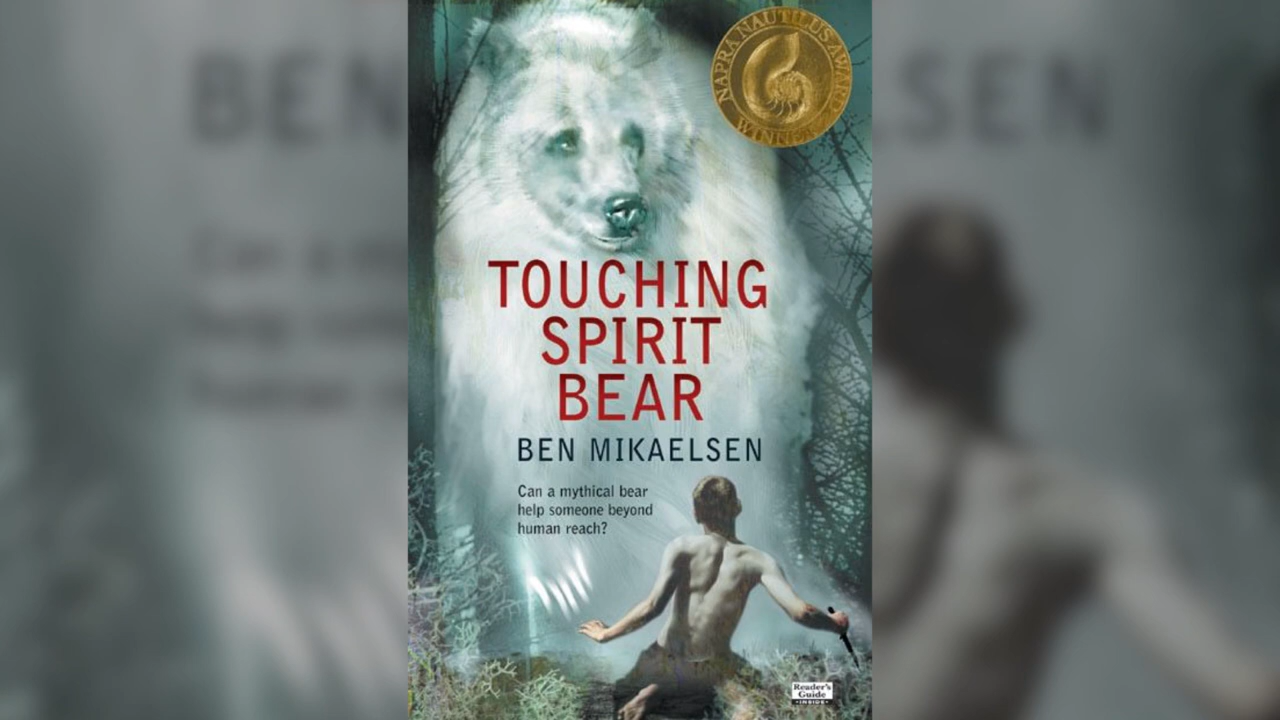 NAPRA NAUTILUS AWARD
WINNER
TOUCHING
SPIRIT
BEAR
BEN MIKAELSEN
Can a mythical bear
help someone beyond
human reach?
Reader's
Guide
•INSIDE•